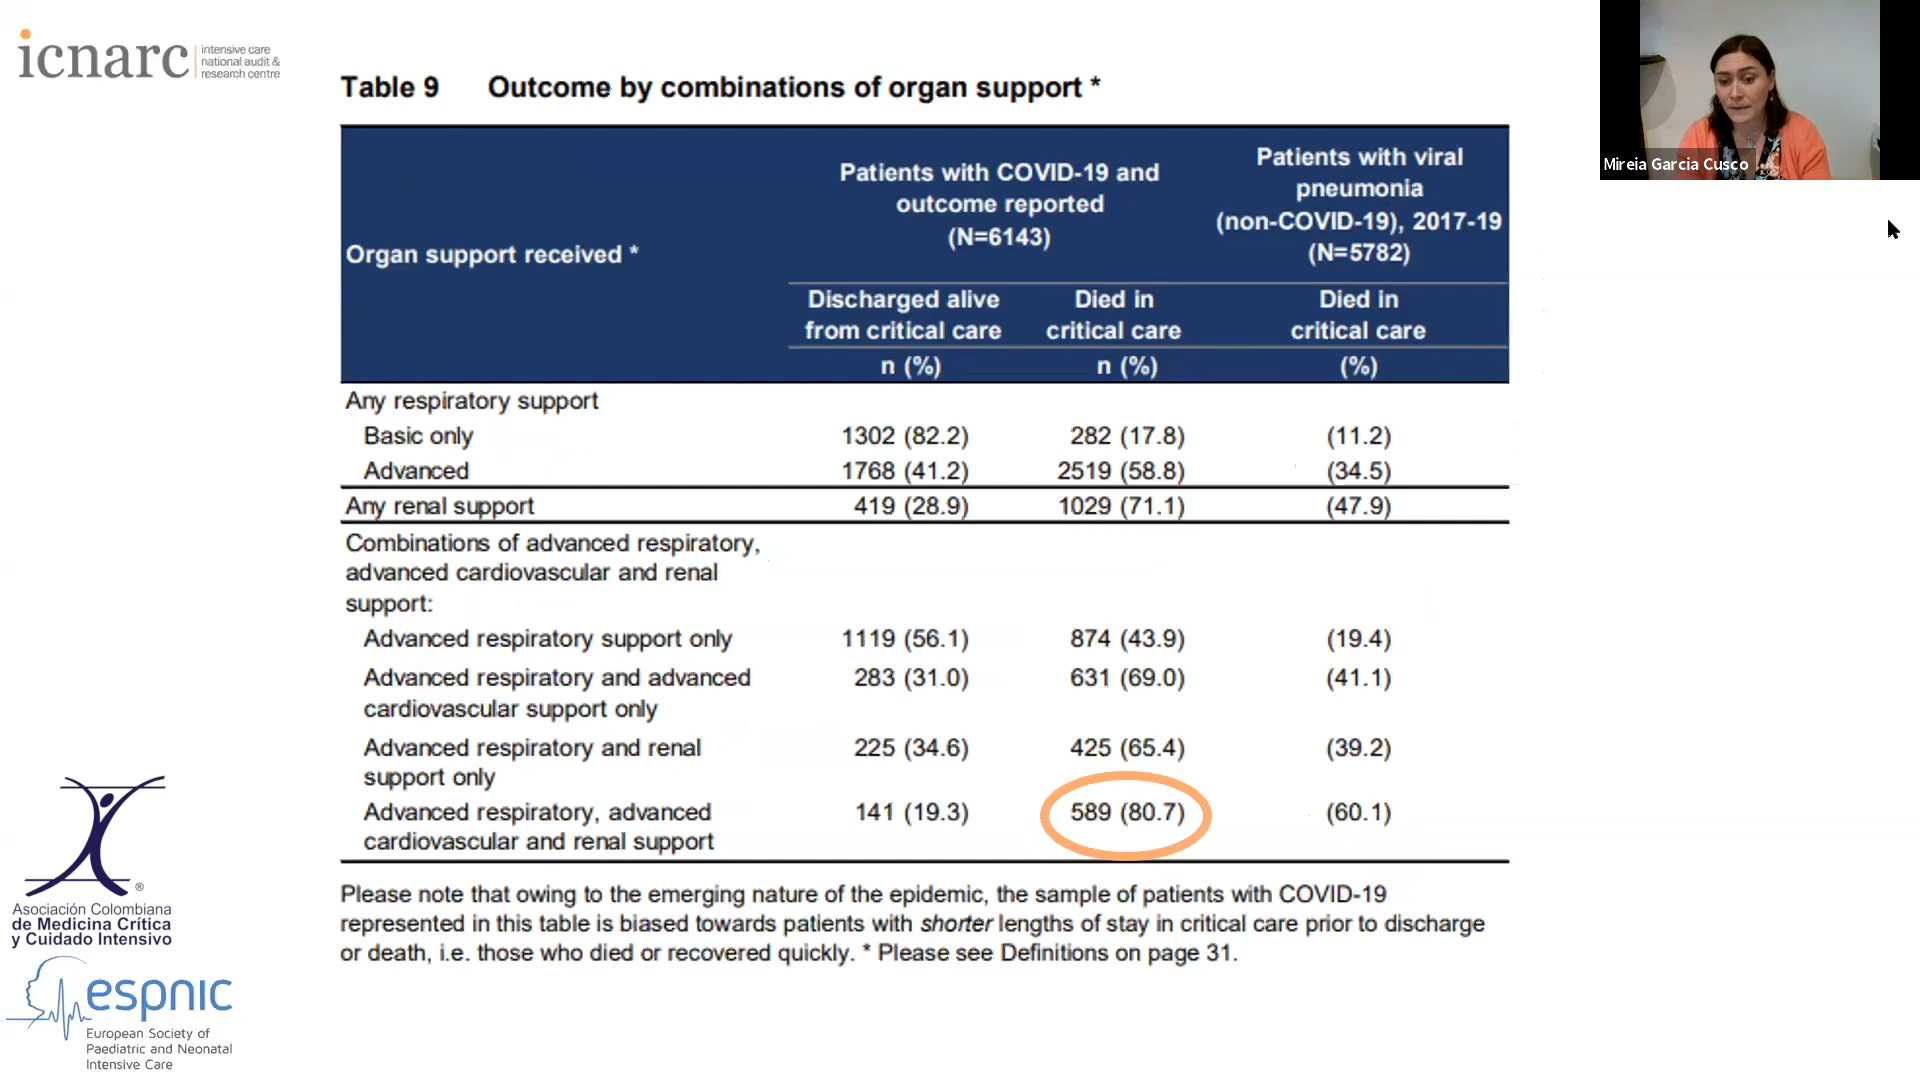 icnarc
intensive care
national audit &
research centre
Mireia Garcia Cusco
Table 9 Outcome by combinations of organ support *
Organ support received *
Patients with COVID-19 and
outcome reported
(N=6143)
Patients with viral
pneumonia
(non-COVID-19), 2017-19
(N=5782)
Discharged alive
from critical care
Died in
critical care
Died in
critical care
n (%) n (%) (%)
Any respiratory support
Basic only 1302 (82.2) 282 (17.8) (11.2)
Advanced 1768 (41.2) 2519 (58.8) (34.5)
Any renal support 419 (28.9) 1029 (71.1) (47.9)
Combinations of advanced respiratory,
advanced cardiovascular and renal
support:
Advanced respiratory support only 1119 (56.1) 874 (43.9) (19.4)
Advanced respiratory and advanced 283 (31.0) 631 (69.0) (41.1)
cardiovascular support only
Advanced respiratory and renal 225 (34.6) 425 (65.4) (39.2)
support only
Advanced respiratory, advanced 141 (19.3) 589 (80.7) (60.1)
cardiovascular and renal support
Please note that owing to the emerging nature of the epidemic, the sample of patients with COVID-19
represented in this table is biased towards patients with shorter lengths of stay in critical care prior to discharge
or death, i.e. those who died or recovered quickly. * Please see Definitions on page 31.
®
Asociación Colombiana
de Medicina Crítica
y Cuidado Intensivo
espnic
European Society of
Paediatric and Neonatal
Intensive Care